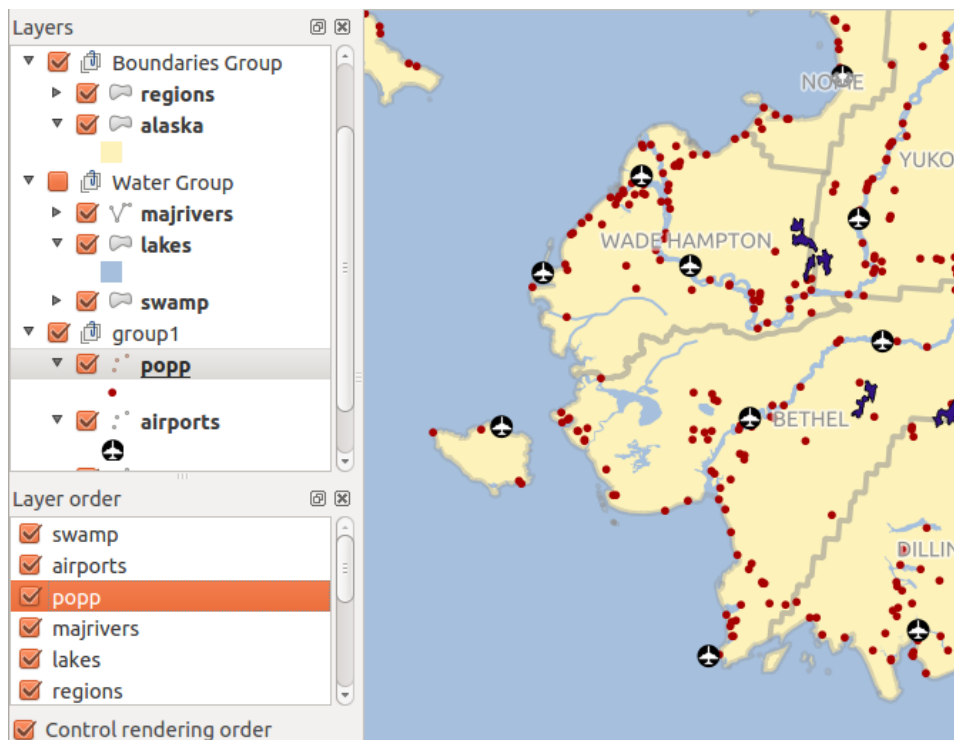 Layers
Boundaries Group
regions
alaska
Water Group
majrivers
lakes
swamp
group1
popp
airports
Layer order
swamp
airports
popp
majrivers
lakes
regions
Control rendering order
NOME
YUKO
WADE HAMPTON
BETHEL
DILLIN